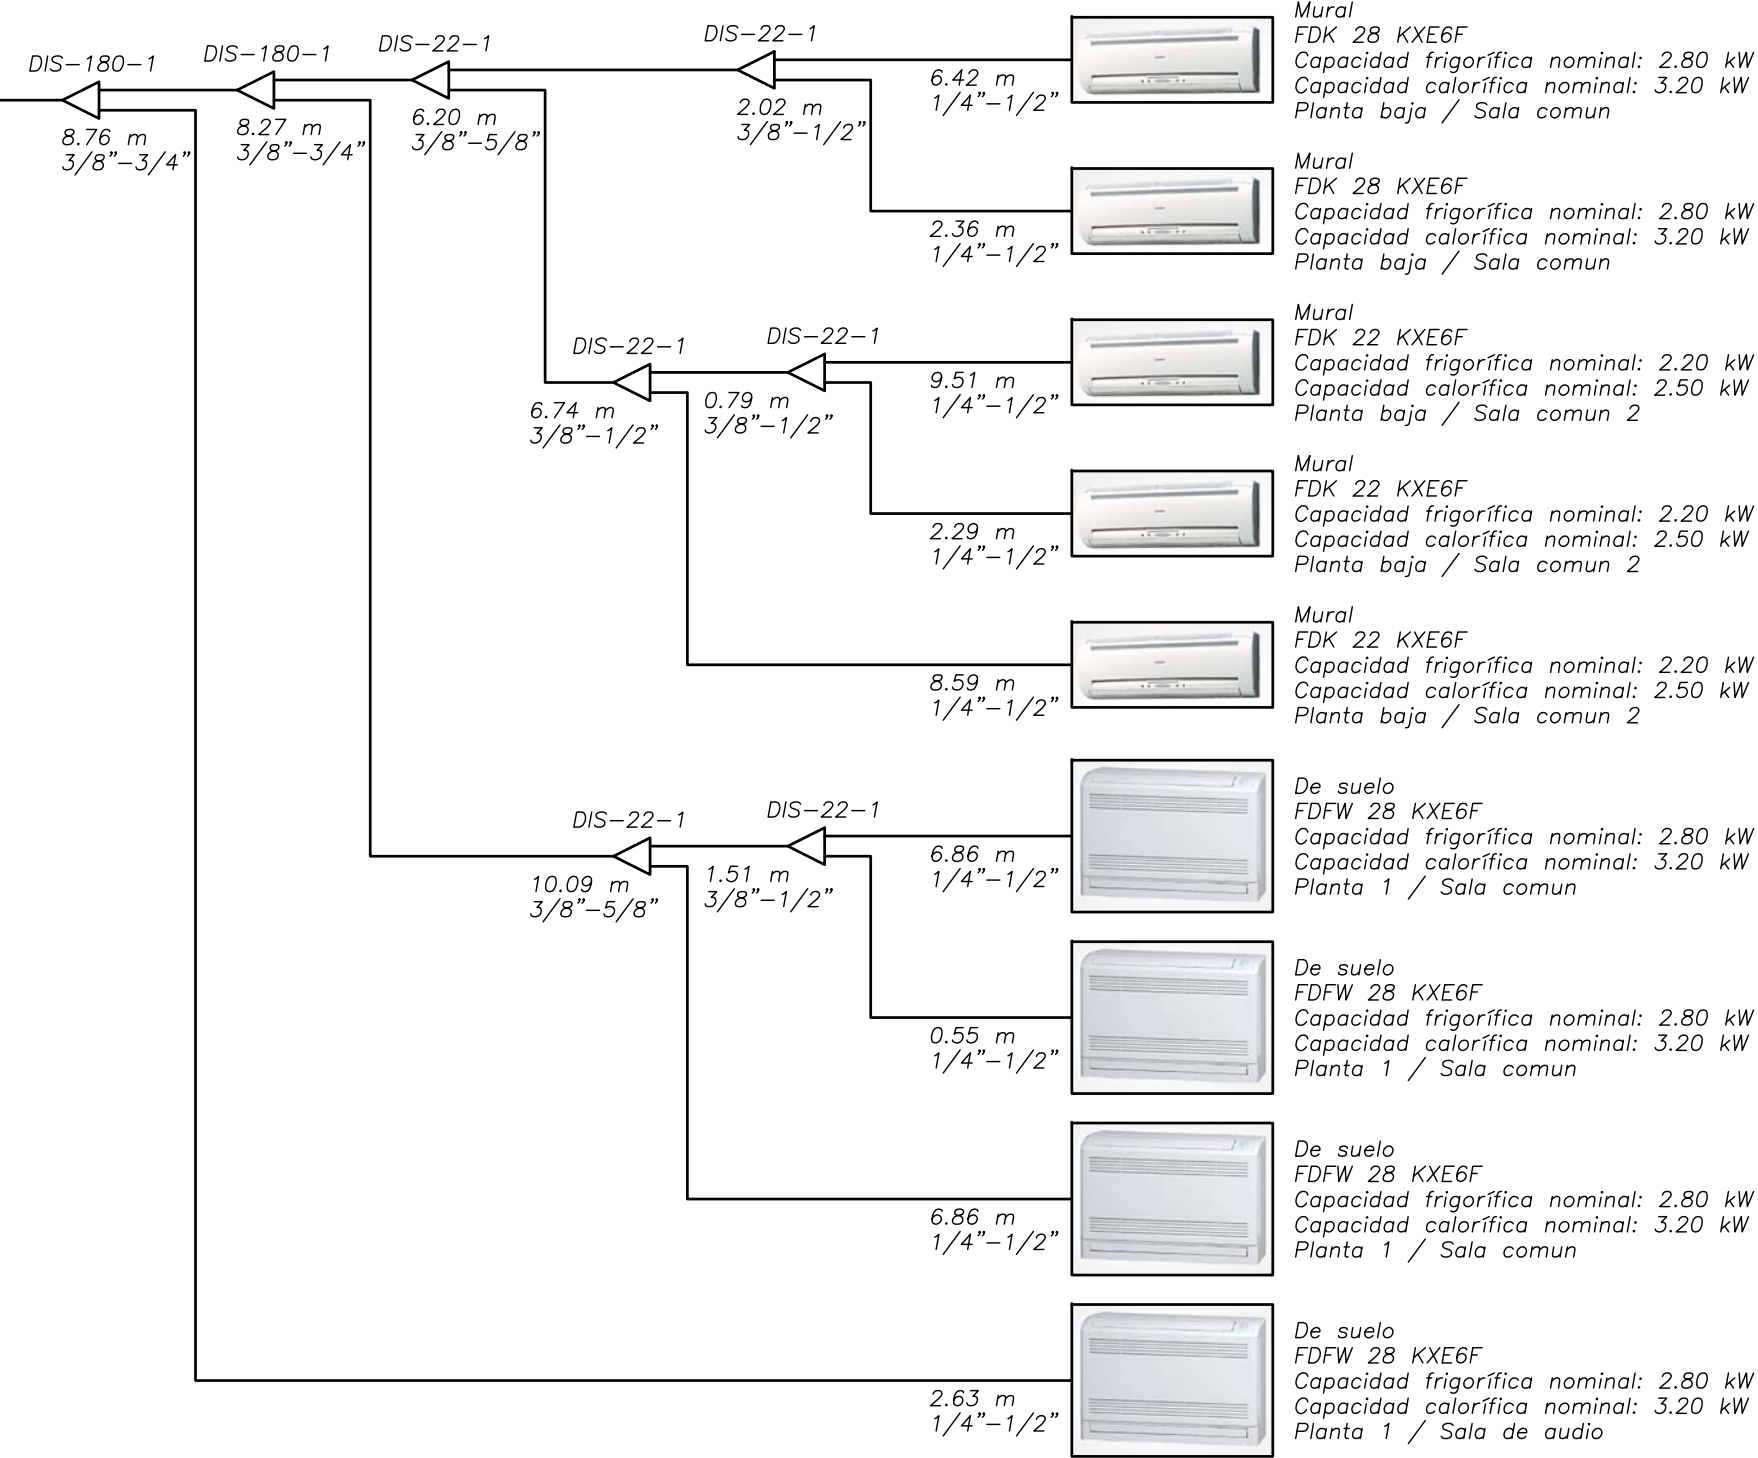 DIS-180-1
8.76 m
3/8"-3/4"
DIS-180-1
8.27 m
3/8"-3/4"
DIS-22-1
6.20 m
3/8"-5/8"
DIS-22-1
2.02 m
3/8"-1/2"
6.42 m
1/4"-1/2"
Mural
FDK 28 KXE6F
Capacidad frigorífica nominal: 2.80 kW
Capacidad calorífica nominal: 3.20 kW
Planta baja / Sala comun
2.36 m
1/4"-1/2"
Mural
FDK 28 KXE6F
Capacidad frigorífica nominal: 2.80 kW
Capacidad calorífica nominal: 3.20 kW
Planta baja / Sala comun
DIS-22-1
6.74 m
3/8"-1/2"
DIS-22-1
0.79 m
3/8"-1/2"
9.51 m
1/4"-1/2"
Mural
FDK 22 KXE6F
Capacidad frigorífica nominal: 2.20 kW
Capacidad calorífica nominal: 2.50 kW
Planta baja / Sala comun 2
2.29 m
1/4"-1/2"
Mural
FDK 22 KXE6F
Capacidad frigorífica nominal: 2.20 kW
Capacidad calorífica nominal: 2.50 kW
Planta baja / Sala comun 2
8.59 m
1/4"-1/2"
Mural
FDK 22 KXE6F
Capacidad frigorífica nominal: 2.20 kW
Capacidad calorífica nominal: 2.50 kW
Planta baja / Sala comun 2
DIS-22-1
10.09 m
3/8"-5/8"
DIS-22-1
1.51 m
3/8"-1/2"
6.86 m
1/4"-1/2"
De suelo
FDFW 28 KXE6F
Capacidad frigorífica nominal: 2.80 kW
Capacidad calorífica nominal: 3.20 kW
Planta 1 / Sala comun
0.55 m
1/4"-1/2"
De suelo
FDFW 28 KXE6F
Capacidad frigorífica nominal: 2.80 kW
Capacidad calorífica nominal: 3.20 kW
Planta 1 / Sala comun
6.86 m
1/4"-1/2"
De suelo
FDFW 28 KXE6F
Capacidad frigorífica nominal: 2.80 kW
Capacidad calorífica nominal: 3.20 kW
Planta 1 / Sala comun
2.63 m
1/4"-1/2"
De suelo
FDFW 28 KXE6F
Capacidad frigorífica nominal: 2.80 kW
Capacidad calorífica nominal: 3.20 kW
Planta 1 / Sala de audio